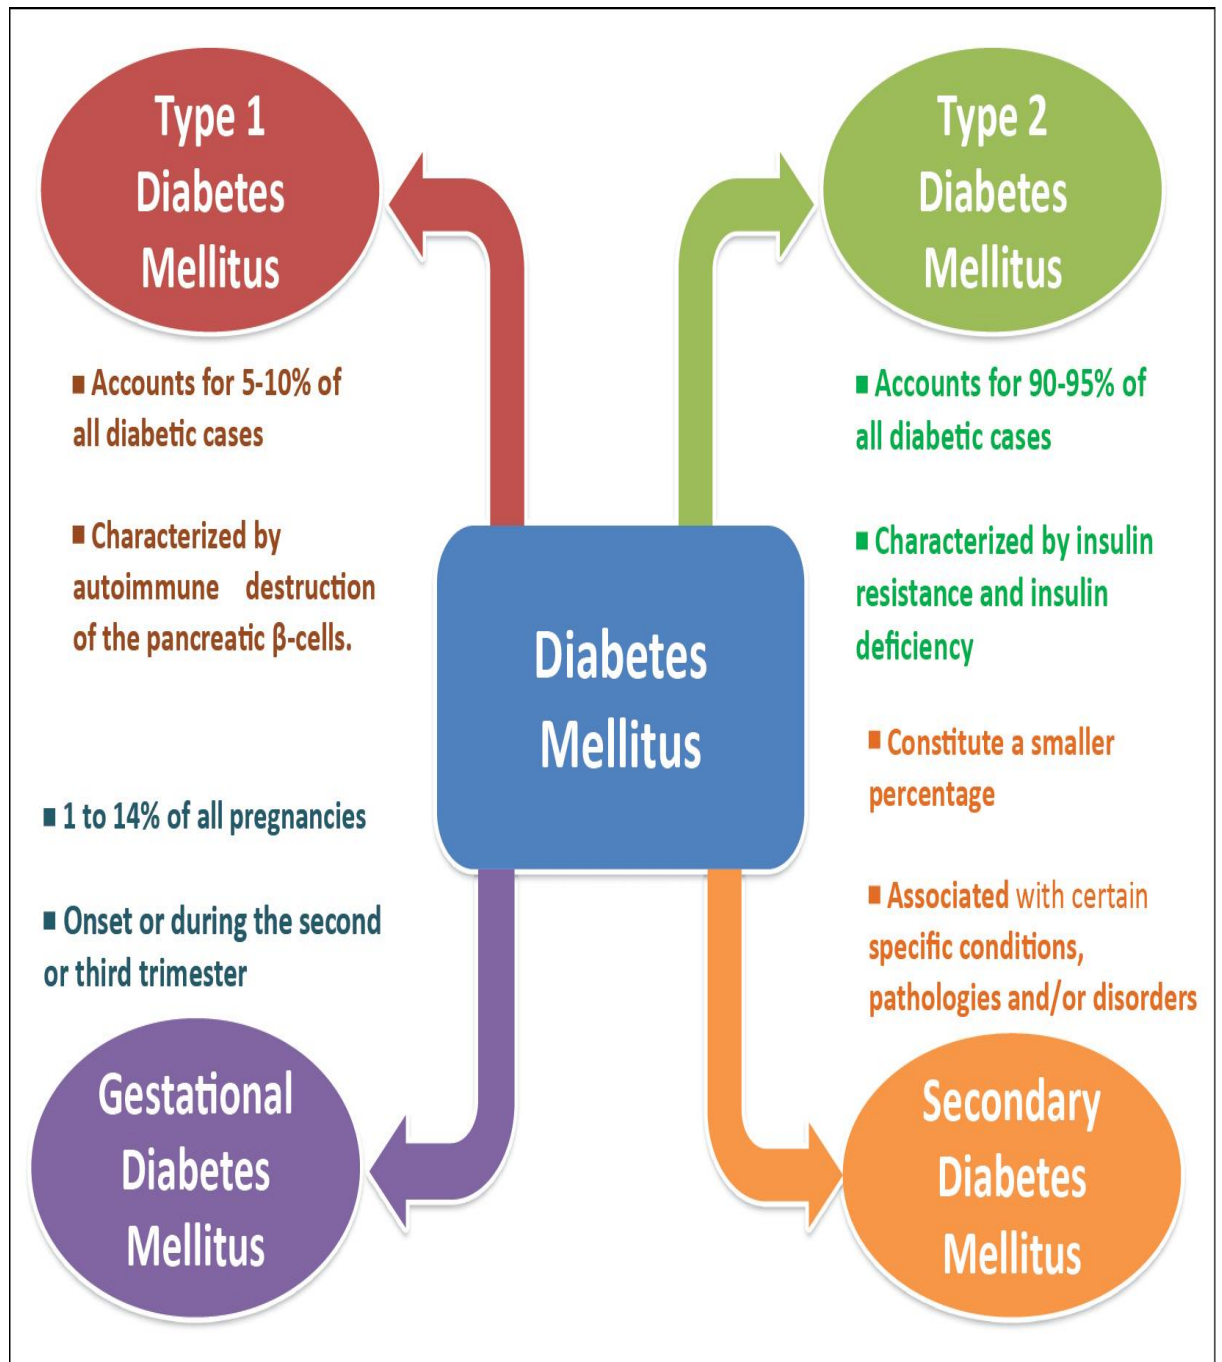 Type 1
Diabetes
Mellitus
■ Accounts for 5-10% of
all diabetic cases
■ Characterized by
autoimmune destruction
of the pancreatic β-cells.
Type 2
Diabetes
Mellitus
■ Accounts for 90-95% of
all diabetic cases
■ Characterized by insulin
resistance and insulin
deficiency
Diabetes
Mellitus
■ 1 to 14% of all pregnancies
■ Onset or during the second
or third trimester
Gestational
Diabetes
Mellitus
■ Constitute a smaller
percentage
■ Associated with certain
specific conditions,
pathologies and/or disorders
Secondary
Diabetes
Mellitus